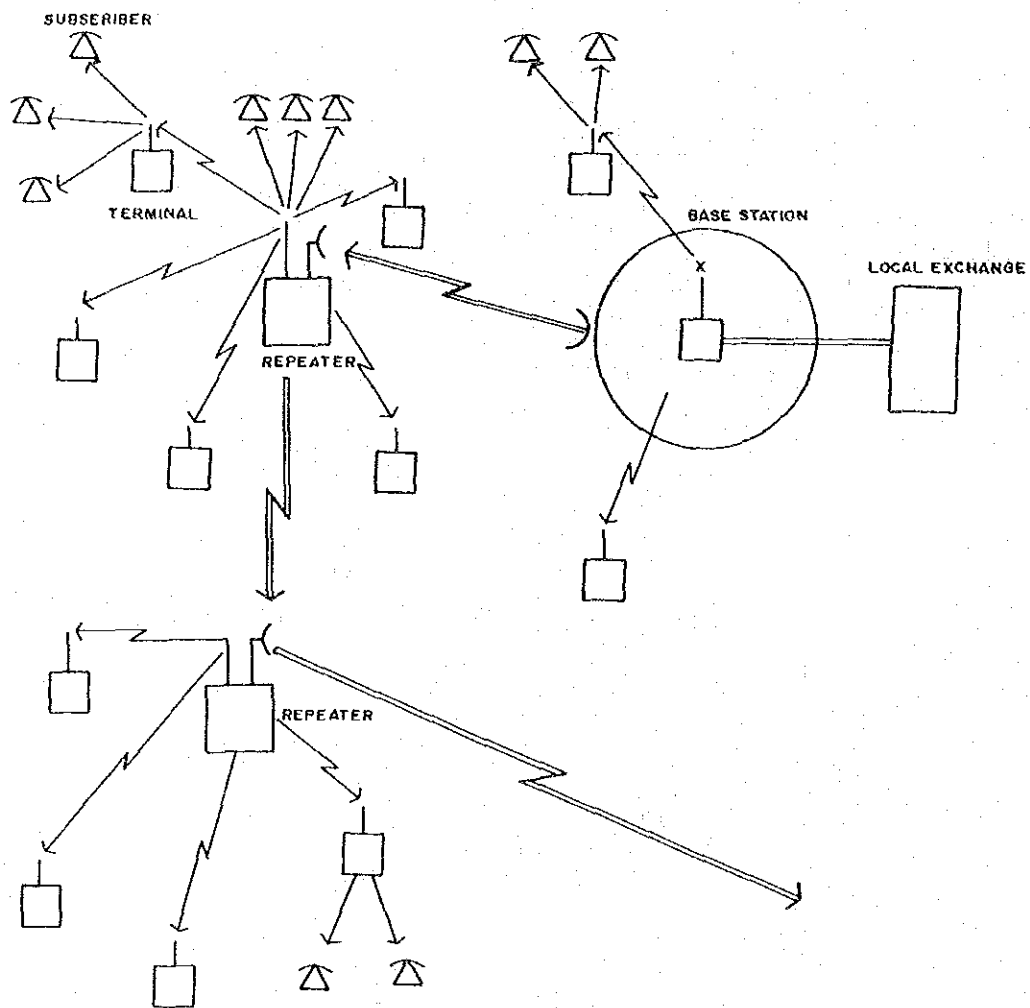 SUBSERIBER
TERMINAL
BASE STATION
LOCAL EXCHANGE
REPEATER
x
REPEATER